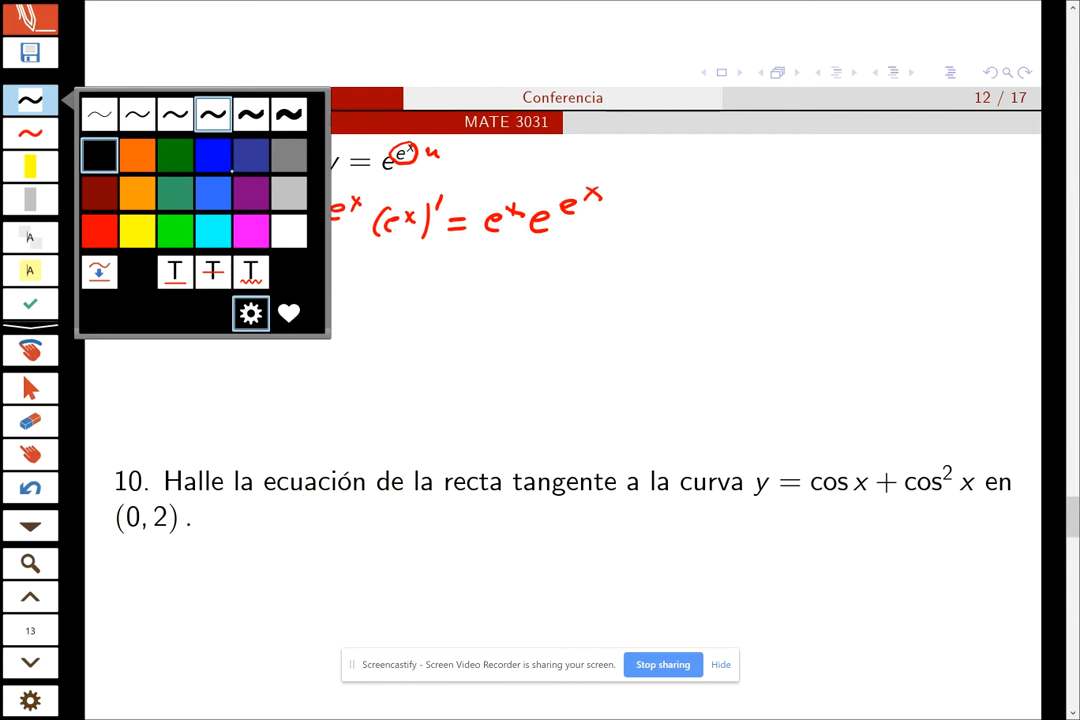 Conferencia 12 / 17
MATE 3031
y = e^{e^x} u
e^x (e^x)' = e^x e^{e^x}
A
A
T T T
10. Halle la ecuación de la recta tangente a la curva y = cos x + cos² x en
(0, 2) .
13
Screencastify - Screen Video Recorder is sharing your screen. Stop sharing Hide